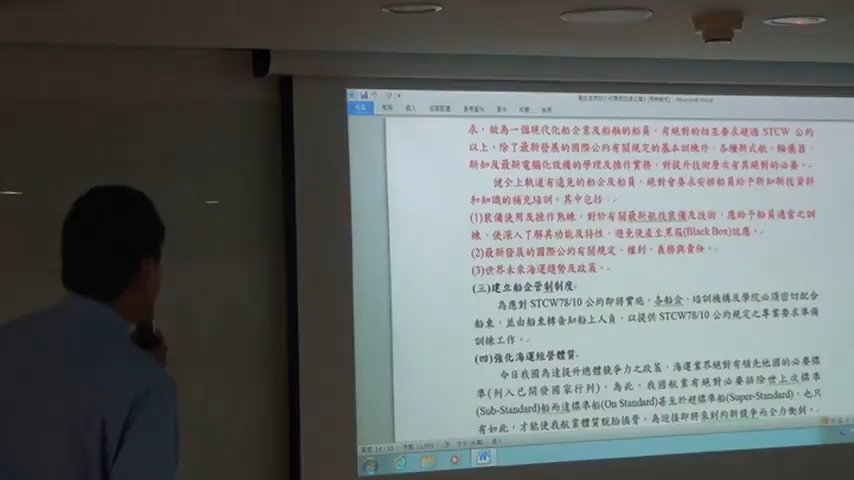 求，做為一個現代化船企業及船舶的船員，有絕對的相互要求超過 STCW 公約
以上，除了最新發展的國際公約有關規定的基本訓練外，各種新式航、輪儀器，
新知及最新電腦化設備的學理及操作實務，對提升技術層次有其絕對的必要。
健全上軌道有遠見的船企及船員，絕對會要求安排船員給予新知新技資料
和知識的補充培訓。其中包括：
(1)裝備使用及操作熟練，對於有關最新航技裝備及技術，應給予船員適當之訓
練，使深入了解其功能及特性，避免使產生黑箱(Black Box)效應。
(2)最新發展的國際公約有關規定、權利、義務與責任。
(3)世界未來海運趨勢及政策。
(三)建立船企管制制度
為應對 STCW78/10 公約即將實施，各船企、培訓機構及學院必須密切配合
船東，並由船東轉告知船上人員，以提供 STCW78/10 公約規定之專業要求準備
訓練工作。
(四)強化海運經營體質
今日我國為達提升總體競爭力之政策，海運業界絕對有領先他國的必要標
準(列入已開發國家行列)，為此，我國航業有絕對必要排除世上次標準
(Sub-Standard)船而達標準船(On Standard)甚至於超標準船(Super-Standard)，也只
有如此，才能使我航業體質脫胎換骨。為迎接即將來到的新競爭而全力衝刺。